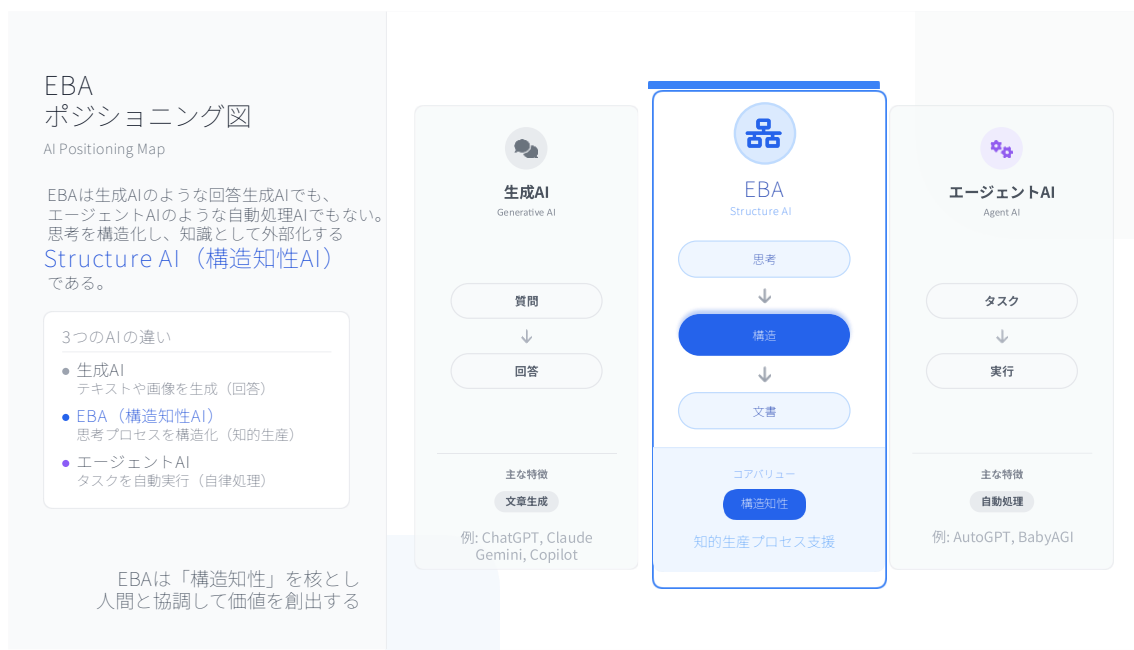 EBA
ポジショニング図
AI Positioning Map
EBAは生成AIのような回答生成AIでも、
エージェントAIのような自動処理AIでもない。
思考を構造化し、知識として外部化する
Structure AI（構造知性AI）
である。
3つのAIの違い
生成AI
テキストや画像を生成（回答）
EBA（構造知性AI）
思考プロセスを構造化（知的生産）
エージェントAI
タスクを自動実行（自律処理）
EBAは「構造知性」を核とし
人間と協調して価値を創出する
生成AI
Generative AI
質問
回答
主な特徴
文章生成
例: ChatGPT, Claude
Gemini, Copilot
EBA
Structure AI
思考
構造
文書
コアバリュー
構造知性
知的生産プロセス支援
エージェントAI
Agent AI
タスク
実行
主な特徴
自動処理
例: AutoGPT, BabyAGI